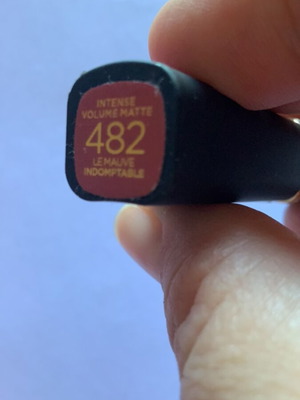 INTENSE
VOLUME MATTE
482
LE MAUVE
INDOMPTABLE